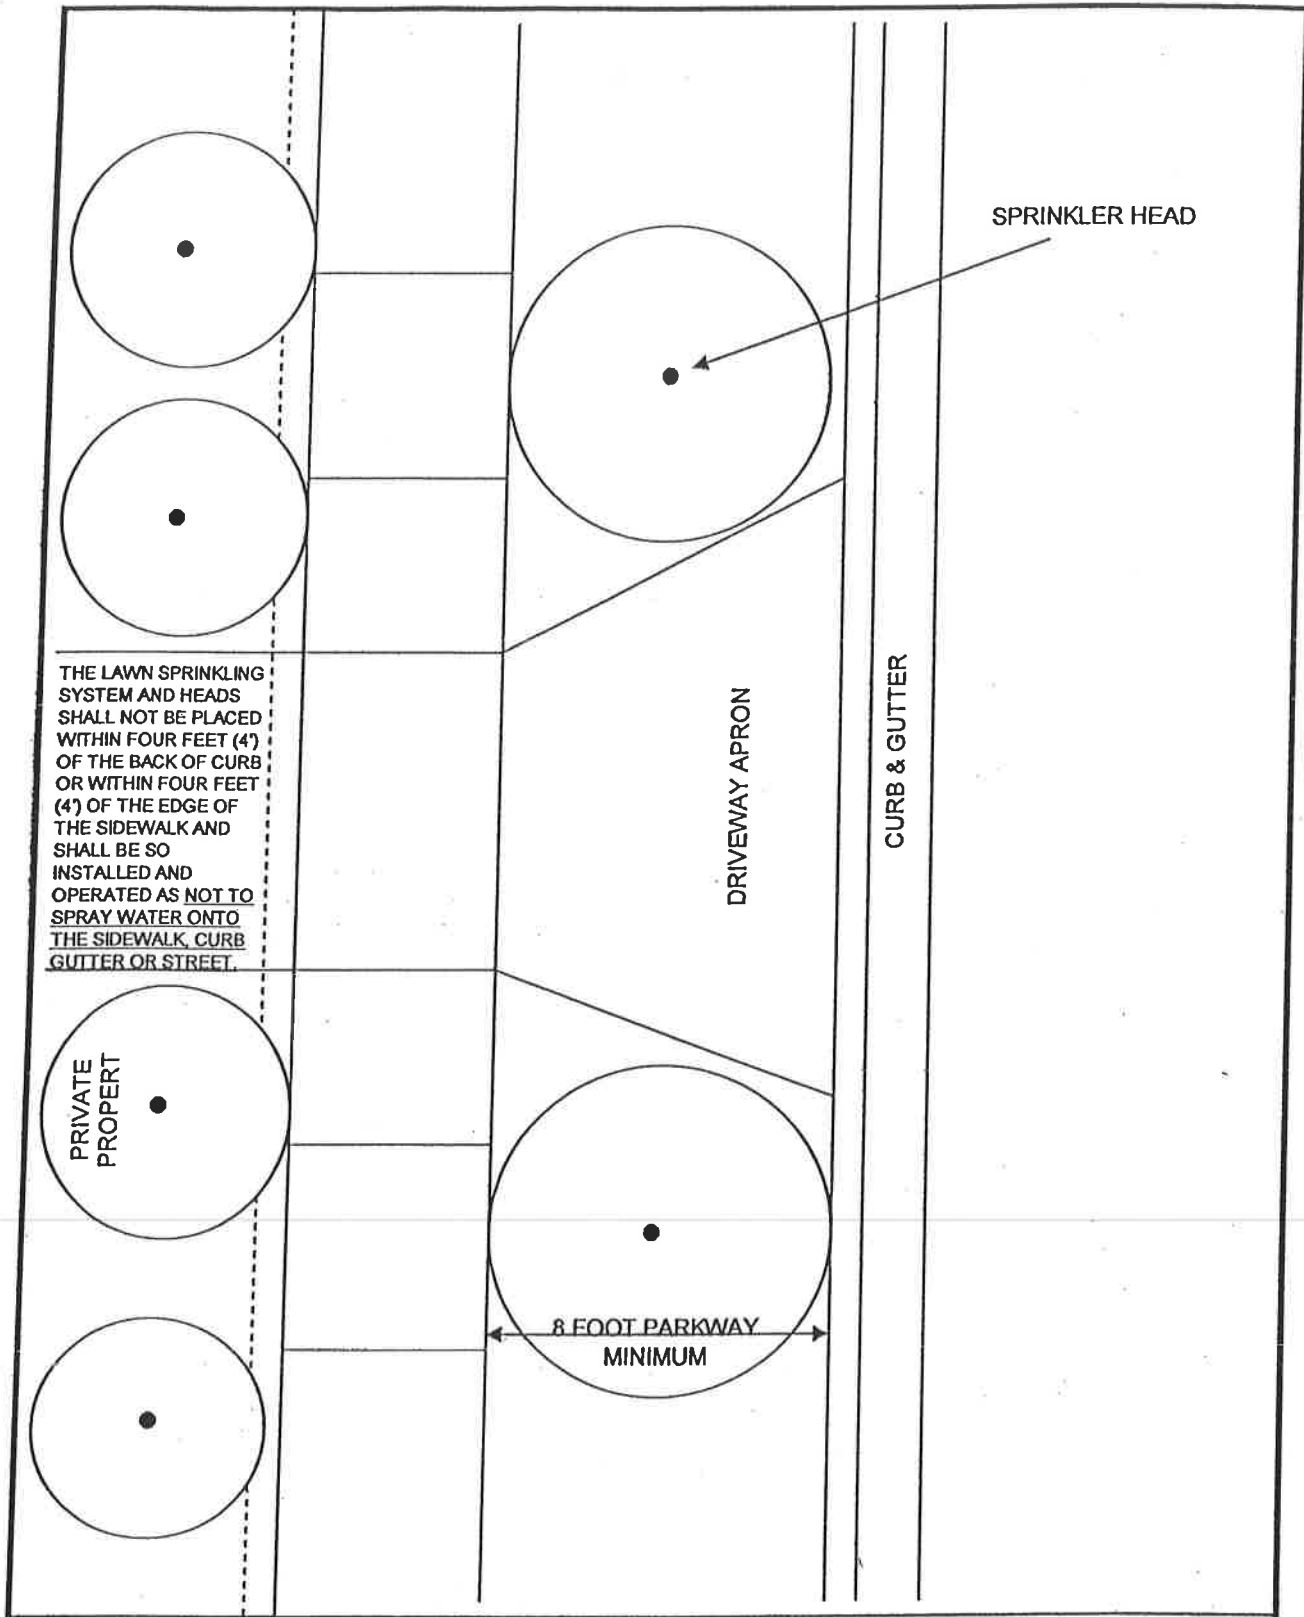 SPRINKLER HEAD
THE LAWN SPRINKLING
SYSTEM AND HEADS
SHALL NOT BE PLACED
WITHIN FOUR FEET (4')
OF THE BACK OF CURB
OR WITHIN FOUR FEET
(4') OF THE EDGE OF
THE SIDEWALK AND
SHALL BE SO
INSTALLED AND
OPERATED AS NOT TO
SPRAY WATER ONTO
THE SIDEWALK, CURB
GUTTER OR STREET.
DRIVEWAY APRON
CURB & GUTTER
PRIVATE
PROPERT
8 FOOT PARKWAY
MINIMUM